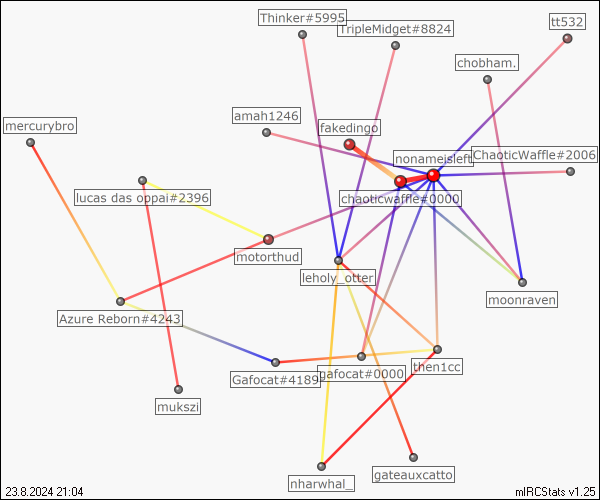 Thinker#5995
tt532
TripleMidget#8824
chobham.
amah1246
mercurybro
fakedingo
nonameisleft
ChaoticWaffle#2006
lucas das oppai#2396
chaoticwaffle#0000
motorthud
leholy_otter
moonraven
Azure Reborn#4243
then1cc
Gafocat#4189
gafocat#0000
mukszi
nharwhal_
gateauxcatto
23.8.2024 21:04
mIRCStats v1.25